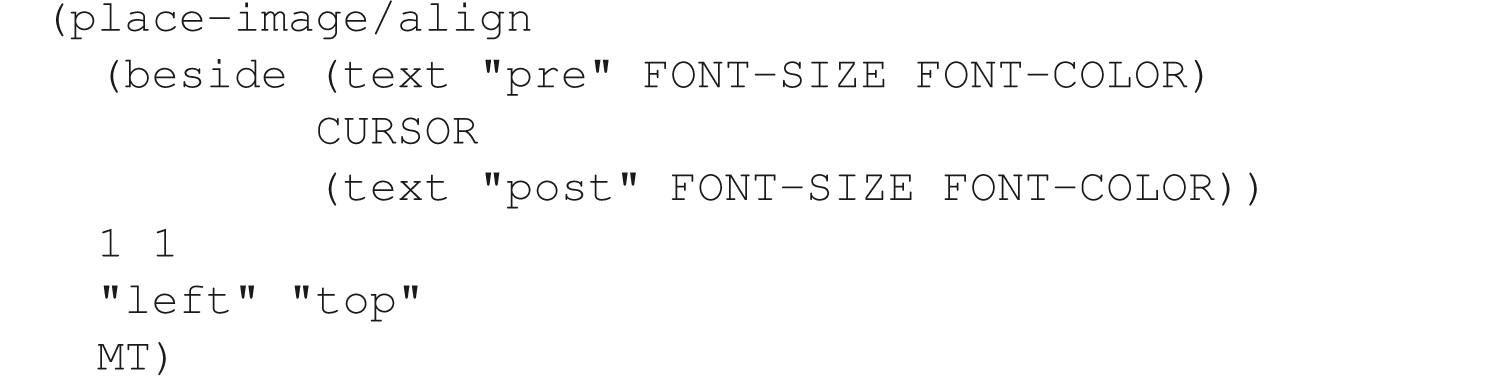 (place-image/align
  (beside (text "pre" FONT-SIZE FONT-COLOR)
          CURSOR
          (text "post" FONT-SIZE FONT-COLOR))
  1 1
  "left" "top"
  MT)